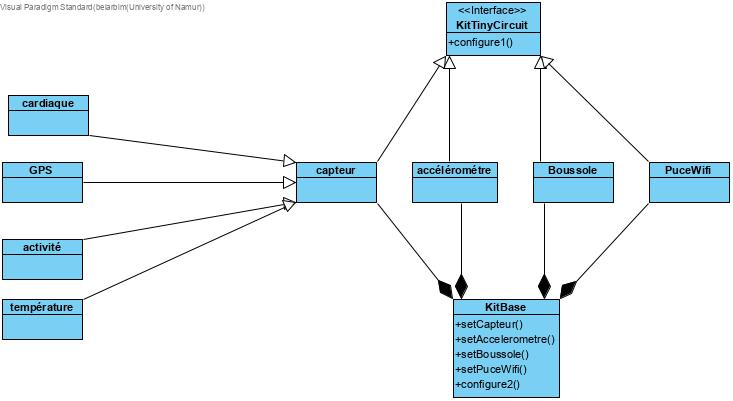 Visual Paradigm Standard(belarbim(University of Namur))
<<Interface>>
KitTinyCircuit
+configure1()
cardiaque
GPS
capteur
accélérométre
Boussole
PuceWifi
activité
température
KitBase
+setCapteur()
+setAccelerometre()
+setBoussole()
+setPuceWifi()
+configure2()